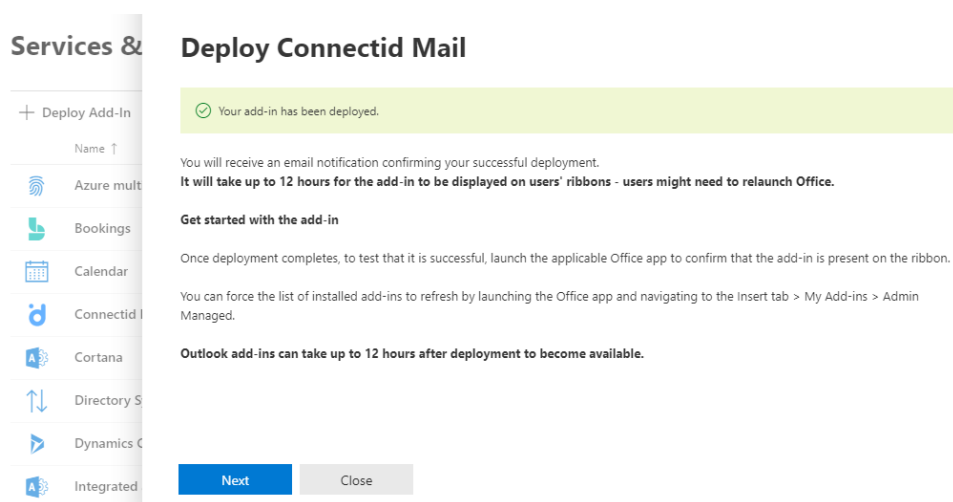 Services &
+ Deploy Add-In
Name ↑
Azure mult
Bookings
Calendar
Connectid
Cortana
Directory S
Dynamics
Integrated
Deploy Connectid Mail
Your add-in has been deployed.
You will receive an email notification confirming your successful deployment.
It will take up to 12 hours for the add-in to be displayed on users' ribbons - users might need to relaunch Office.
Get started with the add-in
Once deployment completes, to test that it is successful, launch the applicable Office app to confirm that the add-in is present on the ribbon.
You can force the list of installed add-ins to refresh by launching the Office app and navigating to the Insert tab > My Add-ins > Admin
Managed.
Outlook add-ins can take up to 12 hours after deployment to become available.
Next
Close